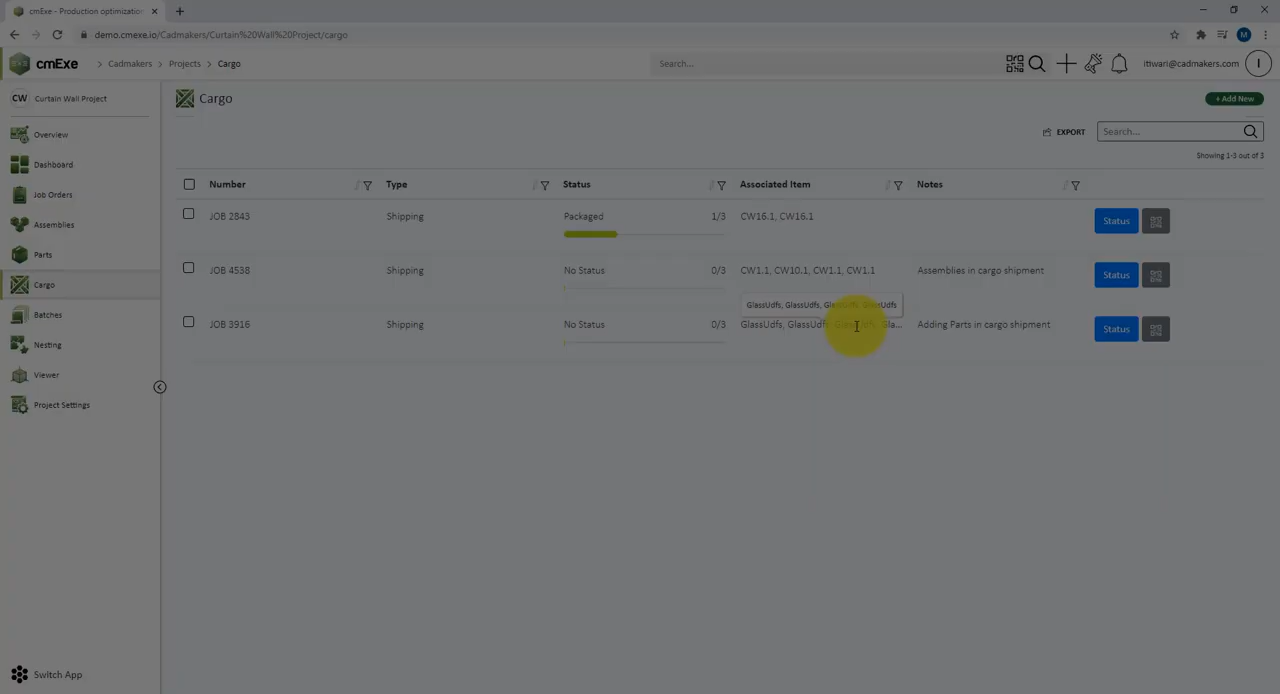 cmExe - Production optimization
demo.cmexe.io/Cadmakers/Curtain%20Wall%20Project/cargo
M
cmExe > Cadmakers > Projects > Cargo
Search...
itiwari@cadmakers.com
I
CW Curtain Wall Project
Overview
Dashboard
Job Orders
Assemblies
Parts
Cargo
Batches
Nesting
Viewer
Project Settings
Switch App
Cargo
+ Add New
EXPORT
Search...
Showing 1-3 out of 3
Number Type Status Associated Item Notes
JOB 2843 Shipping Packaged 1/3 CW16.1, CW16.1 Status
JOB 4538 Shipping No Status 0/3 CW1.1, CW10.1, CW1.1, CW1.1 Assemblies in cargo shipment Status
GlassUdfs, GlassUdfs, GlassUdfs, GlassUdfs
JOB 3916 Shipping No Status 0/3 GlassUdfs, GlassUdfs, GlassUdfs, Gla... Adding Parts in cargo shipment Status